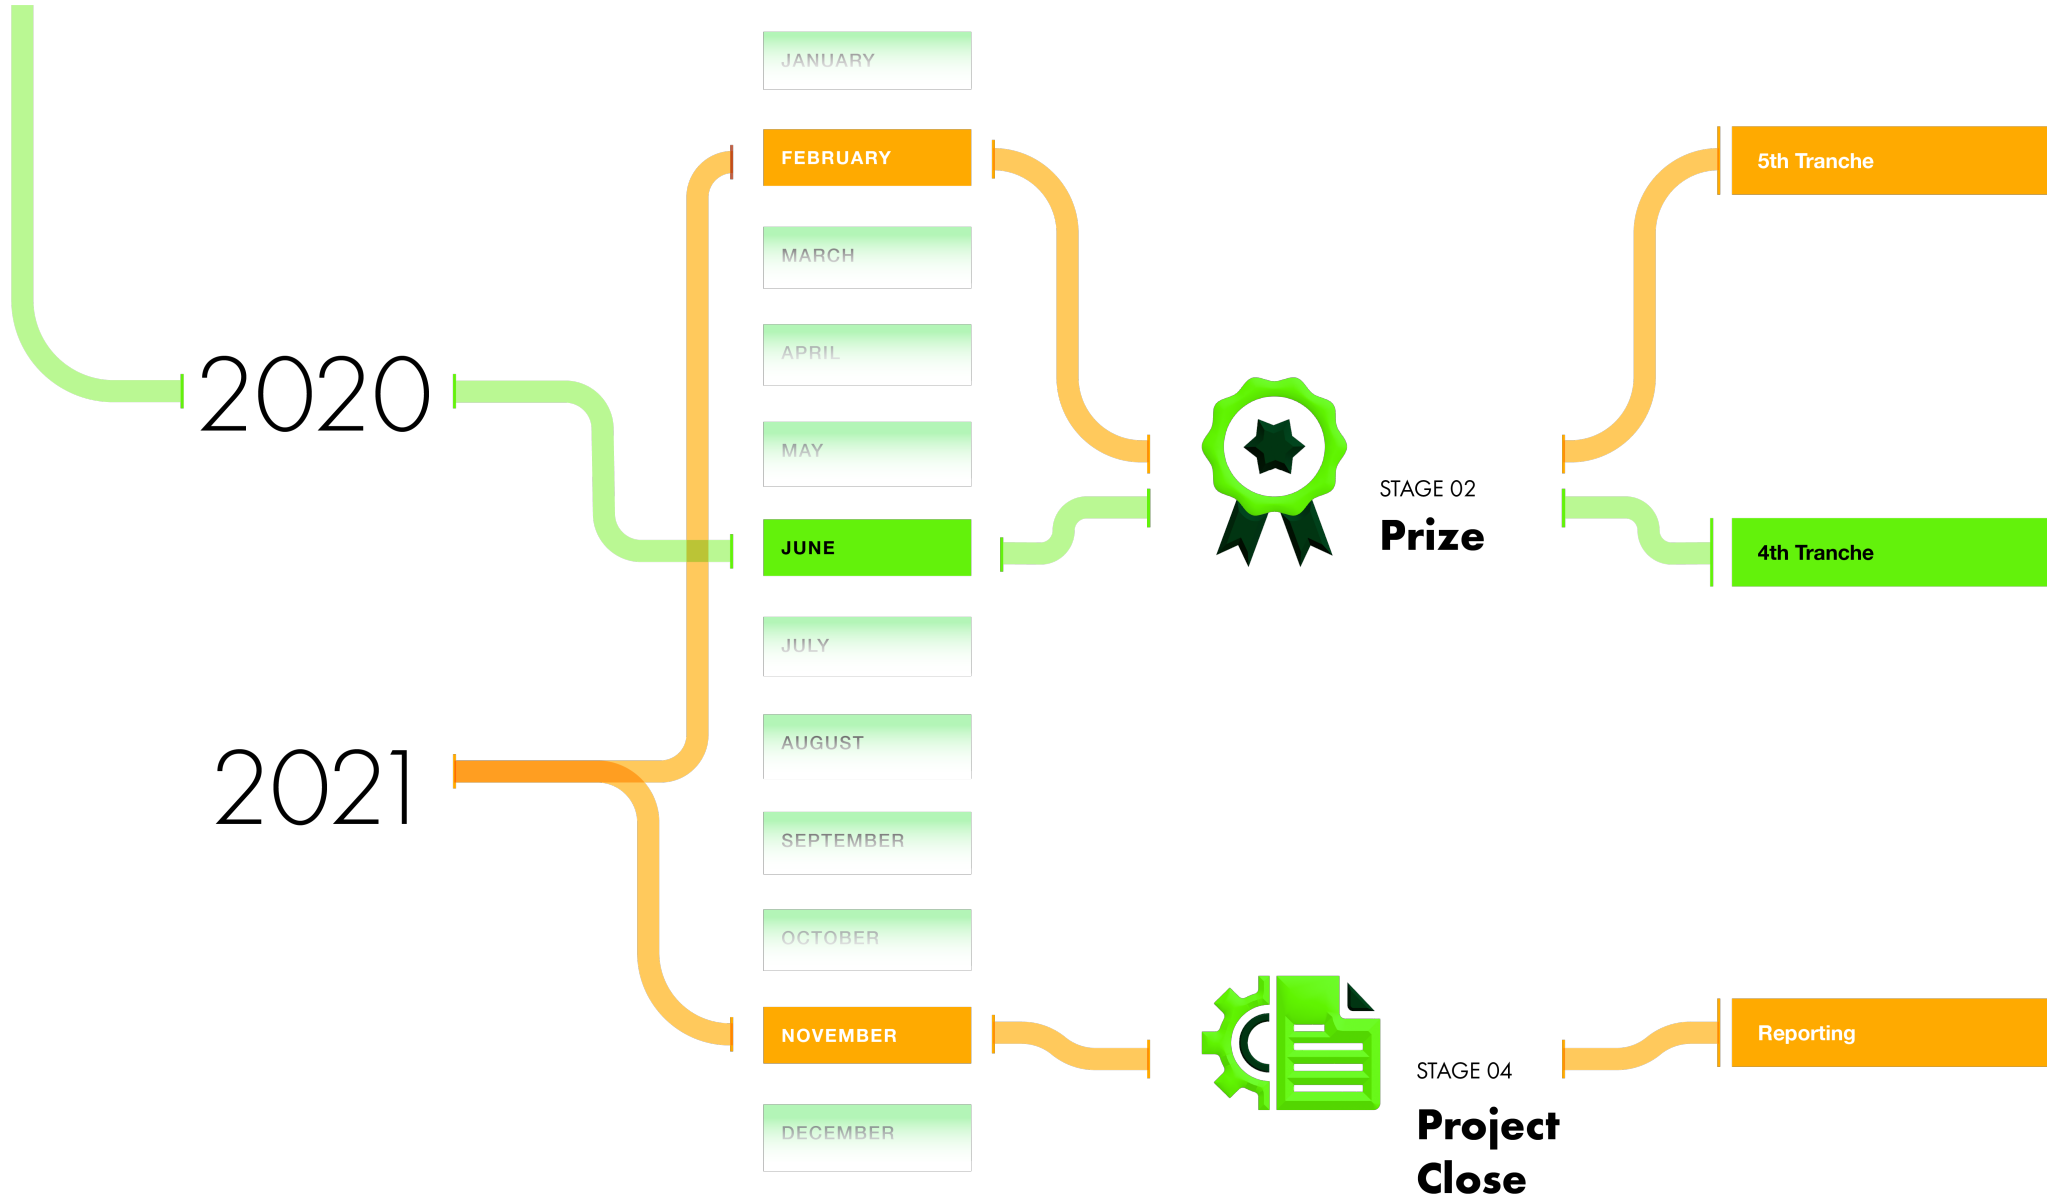 2020
2021
JANUARY
FEBRUARY
MARCH
APRIL
MAY
JUNE
JULY
AUGUST
SEPTEMBER
OCTOBER
NOVEMBER
DECEMBER
STAGE 02
Prize
STAGE 04
Project
Close
5th Tranche
4th Tranche
Reporting